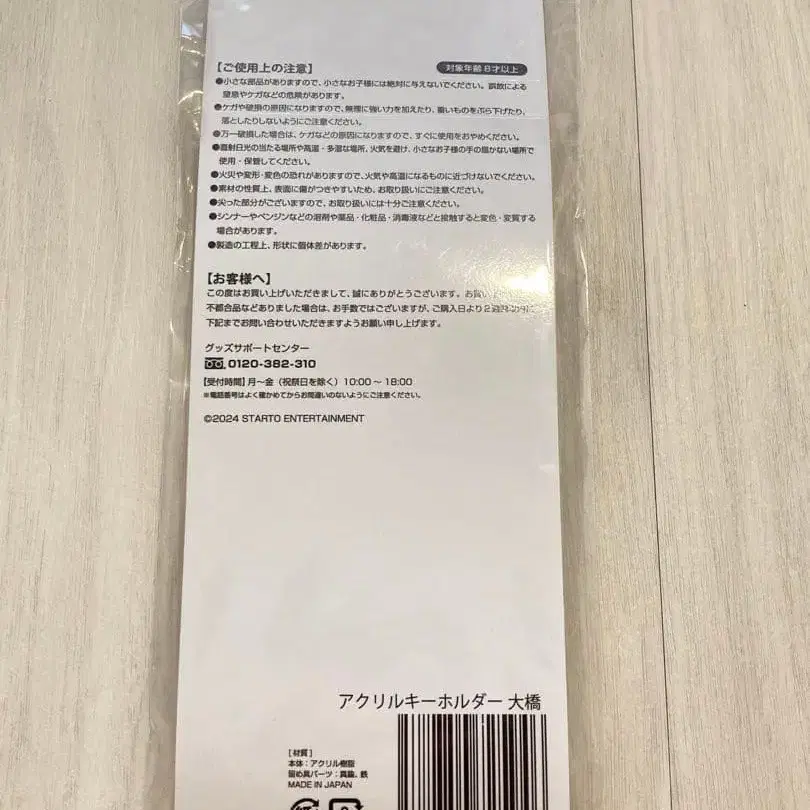 【ご使用上の注意】
対象年齢 8才以上
●小さな部品がありますので、小さなお子様には絶対に与えないでください。誤飲による
窒息やケガなどの危険があります。
●ケガや破損の原因になりますので、無理に強い力を加えたり、重いものをぶら下げたり、
落としたりしないようにご注意ください。
●万一破損した場合は、ケガなどの原因になりますので、すぐに使用をおやめください。
●直射日光の当たる場所や高温・多湿な場所、火気を避け、小さなお子様の手の届かない場所で
使用・保管してください。
●火災や変形・変色の恐れがありますので、火気や高温になるものに近づけないでください。
●素材の性質上、表面に傷がつきやすいため、お取り扱いにご注意ください。
●尖った部分がございますので、お取り扱いには十分ご注意ください。
●シンナーやベンジンなどの溶剤や薬品・化粧品・消毒液などと接触すると変色・変質する
場合があります。
●製造の工程上、形状に個体差があります。
【お客様へ】
この度はお買い上げいただきまして、誠にありがとうございます。お買い
不都合品などありました場合は、お手数ではございますが、ご購入日より2週間以内に
下記までお問い合わせいただきますようお願い申し上げます。
グッズサポートセンター
0120-382-310
【受付時間】月〜金（祝祭日を除く）10:00 〜 18:00
※電話番号はよく確かめてからお間違いのないようにご注意ください。
©2024 STARTO ENTERTAINMENT
アクリルキーホルダー 大橋
[ 材質 ]
本体：アクリル樹脂
留め具パーツ：真鍮、鉄
MADE IN JAPAN